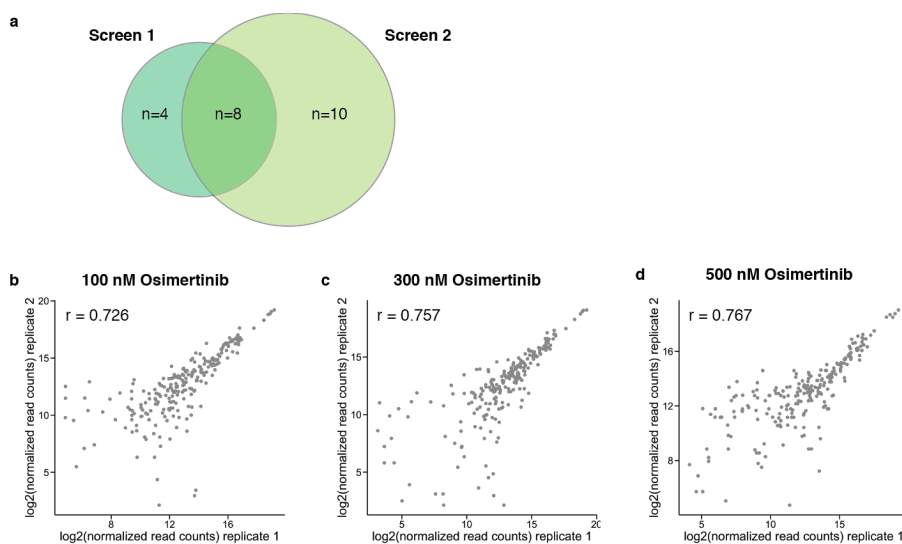 a
Screen 1
Screen 2
n=4
n=8
n=10
b
100 nM Osimertinib
log2(normalized read counts) replicate 2
20
15
10
5
r = 0.726
8
12
16
log2(normalized read counts) replicate 1
c
300 nM Osimertinib
log2(normalized read counts) replicate 2
15
10
5
r = 0.757
5
10
15
20
log2(normalized read counts) replicate 1
d
500 nM Osimertinib
log2(normalized read counts) replicate 2
16
12
8
r = 0.767
5
10
15
log2(normalized read counts) replicate 1